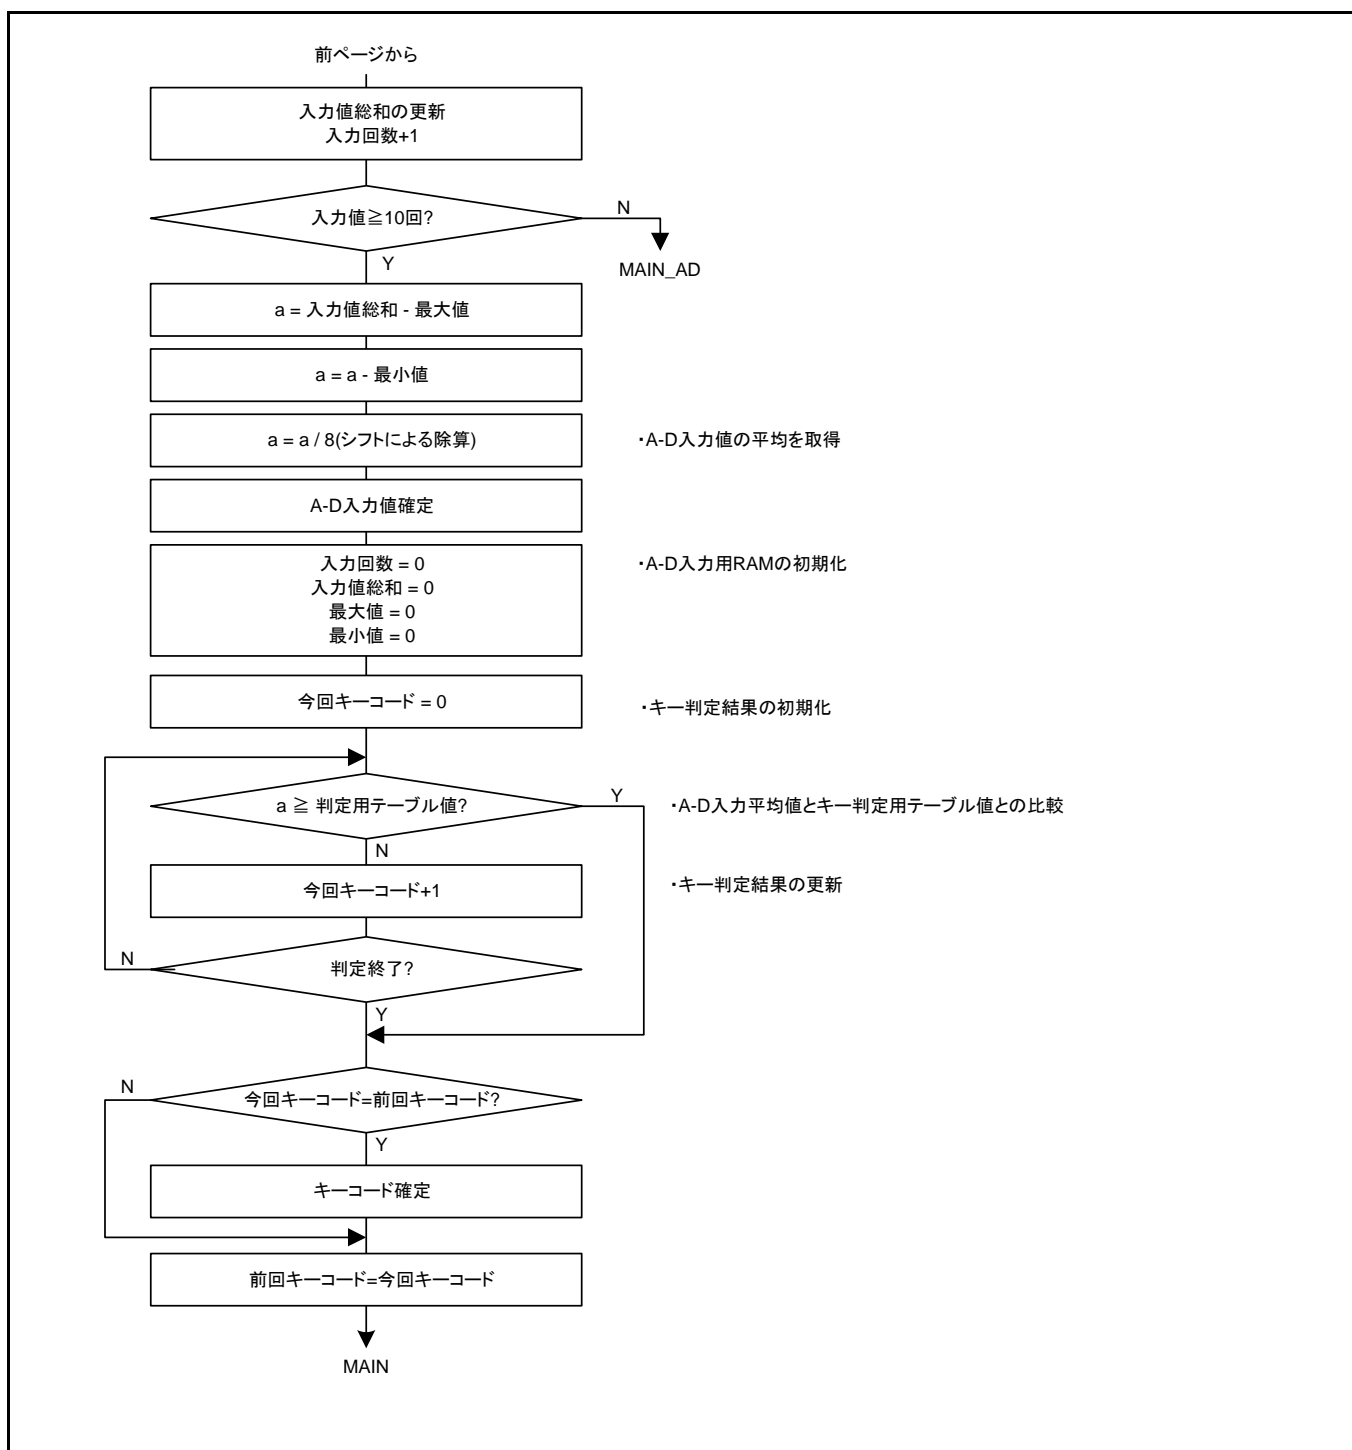 前ページから
入力値総和の更新
入力回数+1
入力値≧10回?
N
MAIN_AD
Y
a = 入力値総和 - 最大値
a = a - 最小値
a = a / 8(シフトによる除算)
・A-D入力値の平均を取得
A-D入力値確定
入力回数 = 0
・A-D入力用RAMの初期化
入力値総和 = 0
最大値 = 0
最小値 = 0
今回キーコード = 0
・キー判定結果の初期化
a ≧ 判定用テーブル値?
Y
・A-D入力平均値とキー判定用テーブル値との比較
N
今回キーコード+1
・キー判定結果の更新
N
判定終了?
Y
N
今回キーコード=前回キーコード?
Y
キーコード確定
前回キーコード=今回キーコード
MAIN